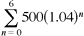 6
∑ 500(1.04)ⁿ
n = 0